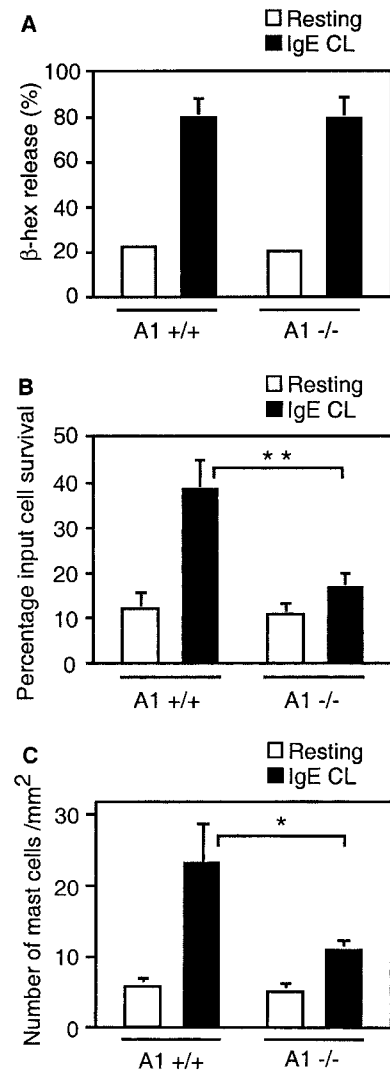 A
Resting
IgE CL
β-hex release (%)
100
80
60
40
20
0
A1 +/+
A1 -/-
B
Resting
IgE CL
Percentage input cell survival
50
40
30
20
10
0
* *
A1 +/+
A1 -/-
C
Resting
IgE CL
Number of mast cells /mm²
30
20
10
0
*
A1 +/+
A1 -/-